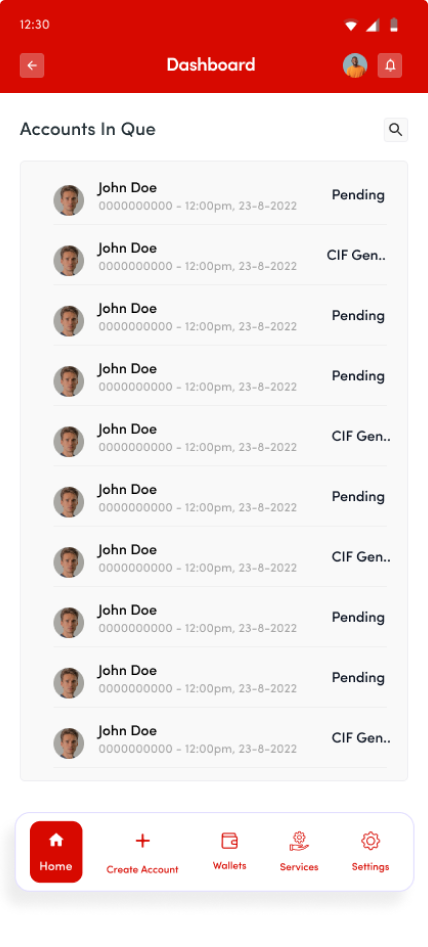 12:30
Dashboard
Accounts In Que
John Doe
0000000000 - 12:00pm, 23-8-2022
Pending
John Doe
0000000000 - 12:00pm, 23-8-2022
CIF Gen..
John Doe
0000000000 - 12:00pm, 23-8-2022
Pending
John Doe
0000000000 - 12:00pm, 23-8-2022
Pending
John Doe
0000000000 - 12:00pm, 23-8-2022
CIF Gen..
John Doe
0000000000 - 12:00pm, 23-8-2022
Pending
John Doe
0000000000 - 12:00pm, 23-8-2022
CIF Gen..
John Doe
0000000000 - 12:00pm, 23-8-2022
Pending
John Doe
0000000000 - 12:00pm, 23-8-2022
Pending
John Doe
0000000000 - 12:00pm, 23-8-2022
CIF Gen..
Home
Create Account
Wallets
Services
Settings